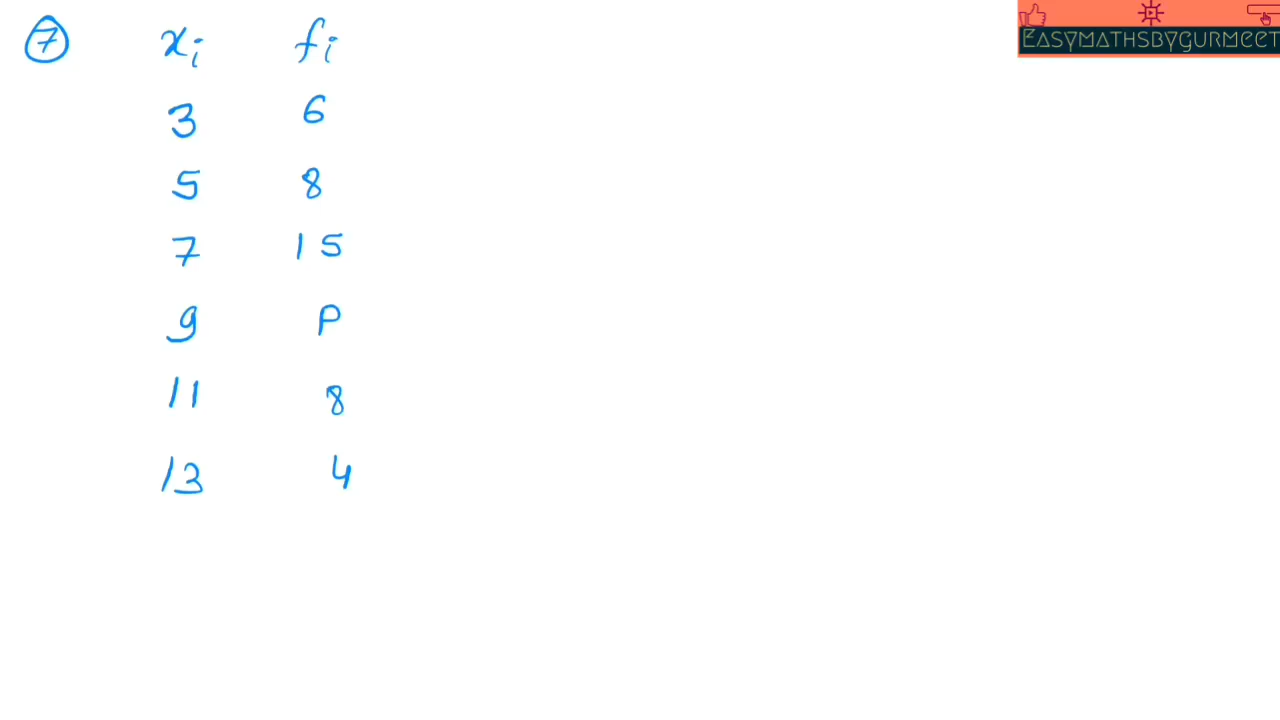 7 xi fi
EASYMATHSBYGURMEET
3 6
5 8
7 15
9 P
11 8
13 4